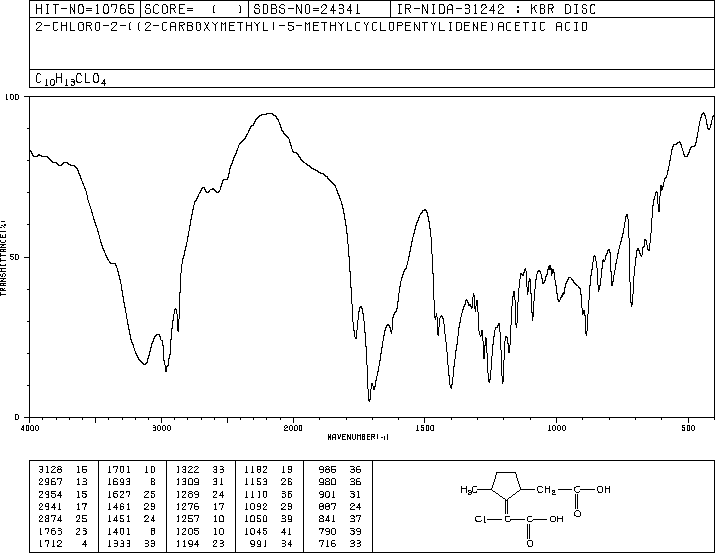 HIT-NO=10765 SCORE= ( ) SDBS-NO=24341 IR-NIDA-31242 : KBR DISC
2-CHLORO-2-((2-CARBOXYMETHYL)-5-METHYLCYCLOPENTYLIDENE)ACETIC ACID
C10H13CLO4
100
50
0
TRANSMITTANCE(%)
4000 3000 2000 1500 1000 500
WAVENUMBER(-1)
3128 16 1701 10 1322 33 1182 19 986 36
2967 13 1693 8 1309 31 1153 26 980 36
2954 15 1627 25 1289 24 1110 36 901 31
2941 17 1461 29 1276 17 1092 29 887 24
2874 25 1451 24 1257 10 1050 39 841 37
1763 23 1401 8 1205 10 1045 41 790 39
1712 4 1333 33 1194 23 991 34 716 33
H3C CH2 C OH
O
Cl C C OH
O